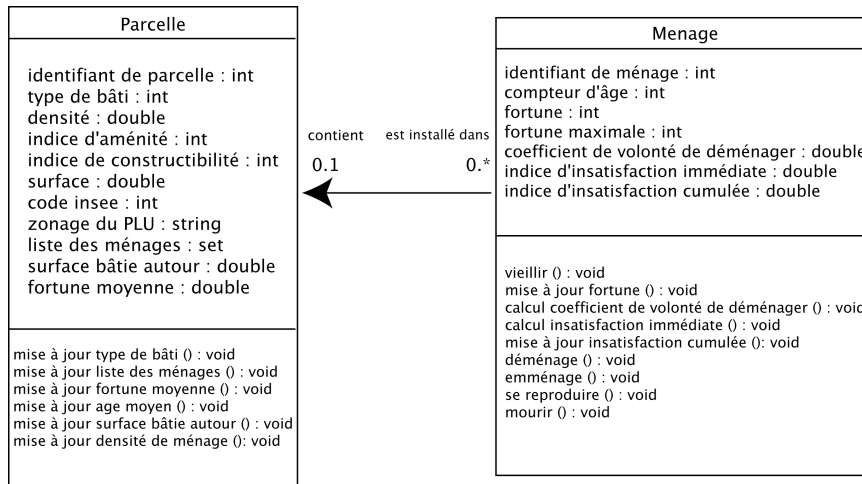 Parcelle
identifiant de parcelle : int
type de bâti : int
densité : double
indice d'aménité : int
indice de constructibilité : int
surface : double
code insee : int
zonage du PLU : string
liste des ménages : set
surface bâtie autour : double
fortune moyenne : double
mise à jour type de bâti () : void
mise à jour liste des ménages () : void
mise à jour fortune moyenne () : void
mise à jour age moyen () : void
mise à jour surface bâtie autour () : void
mise à jour densité de ménage (): void
contient
est installé dans
0.1
0.*
Menage
identifiant de ménage : int
compteur d'âge : int
fortune : int
fortune maximale : int
coefficient de volonté de déménager : double
indice d'insatisfaction immédiate : double
indice d'insatisfaction cumulée : double
vieillir () : void
mise à jour fortune () : void
calcul coefficient de volonté de déménager () : void
calcul insatisfaction immédiate () : void
mise à jour insatisfaction cumulée (): void
déménage () : void
emménage () : void
se reproduire () : void
mourir () : void